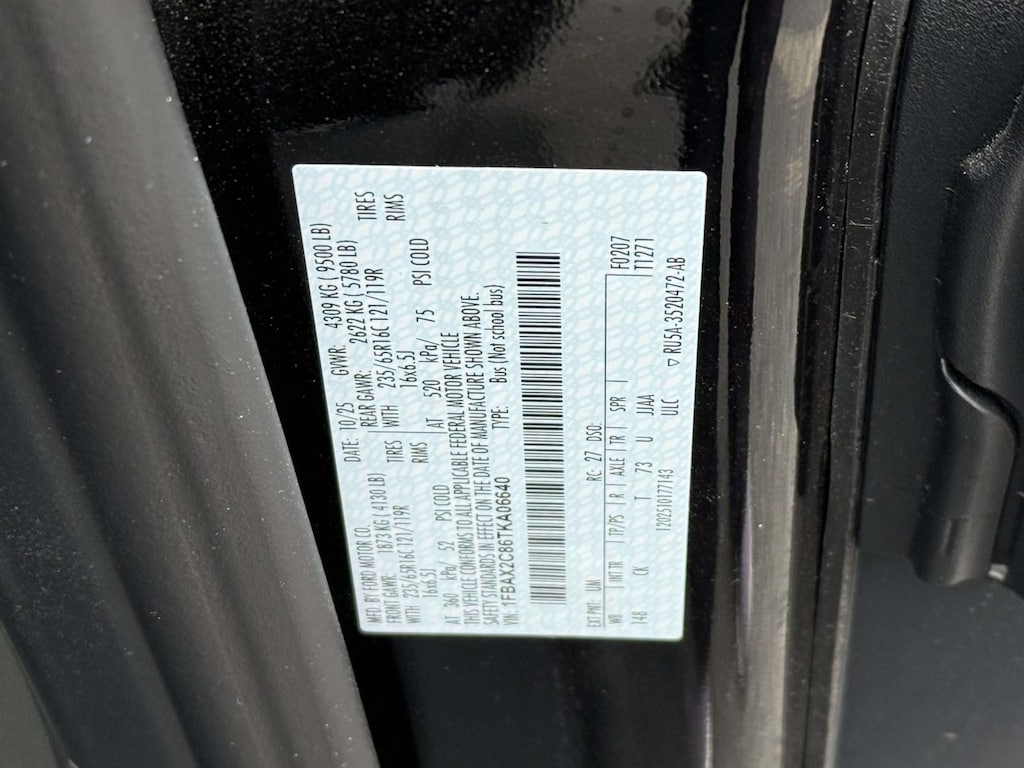 MFD. BY FORD MOTOR CO. DATE: 10/25 GVWR: 4309 KG ( 9500 LB)
FRONT GAWR: 1873 KG ( 4130 LB) REAR GAWR: 2622 KG ( 5780 LB)
WITH 235/65R16C 121/119R TIRES WITH 235/65R16C 121/119R TIRES
16x6.5J RIMS 16x6.5J RIMS
AT 360 kPa/ 52 PSI COLD AT 520 kPa/ 75 PSI COLD
THIS VEHICLE CONFORMS TO ALL APPLICABLE FEDERAL MOTOR VEHICLE
SAFETY STANDARDS IN EFFECT ON THE DATE OF MANUFACTURE SHOWN ABOVE.
VIN: 1FBAX2C86TKA06640 TYPE: Bus (Not school bus)
EXT PNT: UM RC: 27 DSO: F0207
WB INT TR TP/PS R AXLE TR SPR T1271
148 CK T 73 U JJAA
1202510177143 ULC ▽ RU5A-3520472-AB